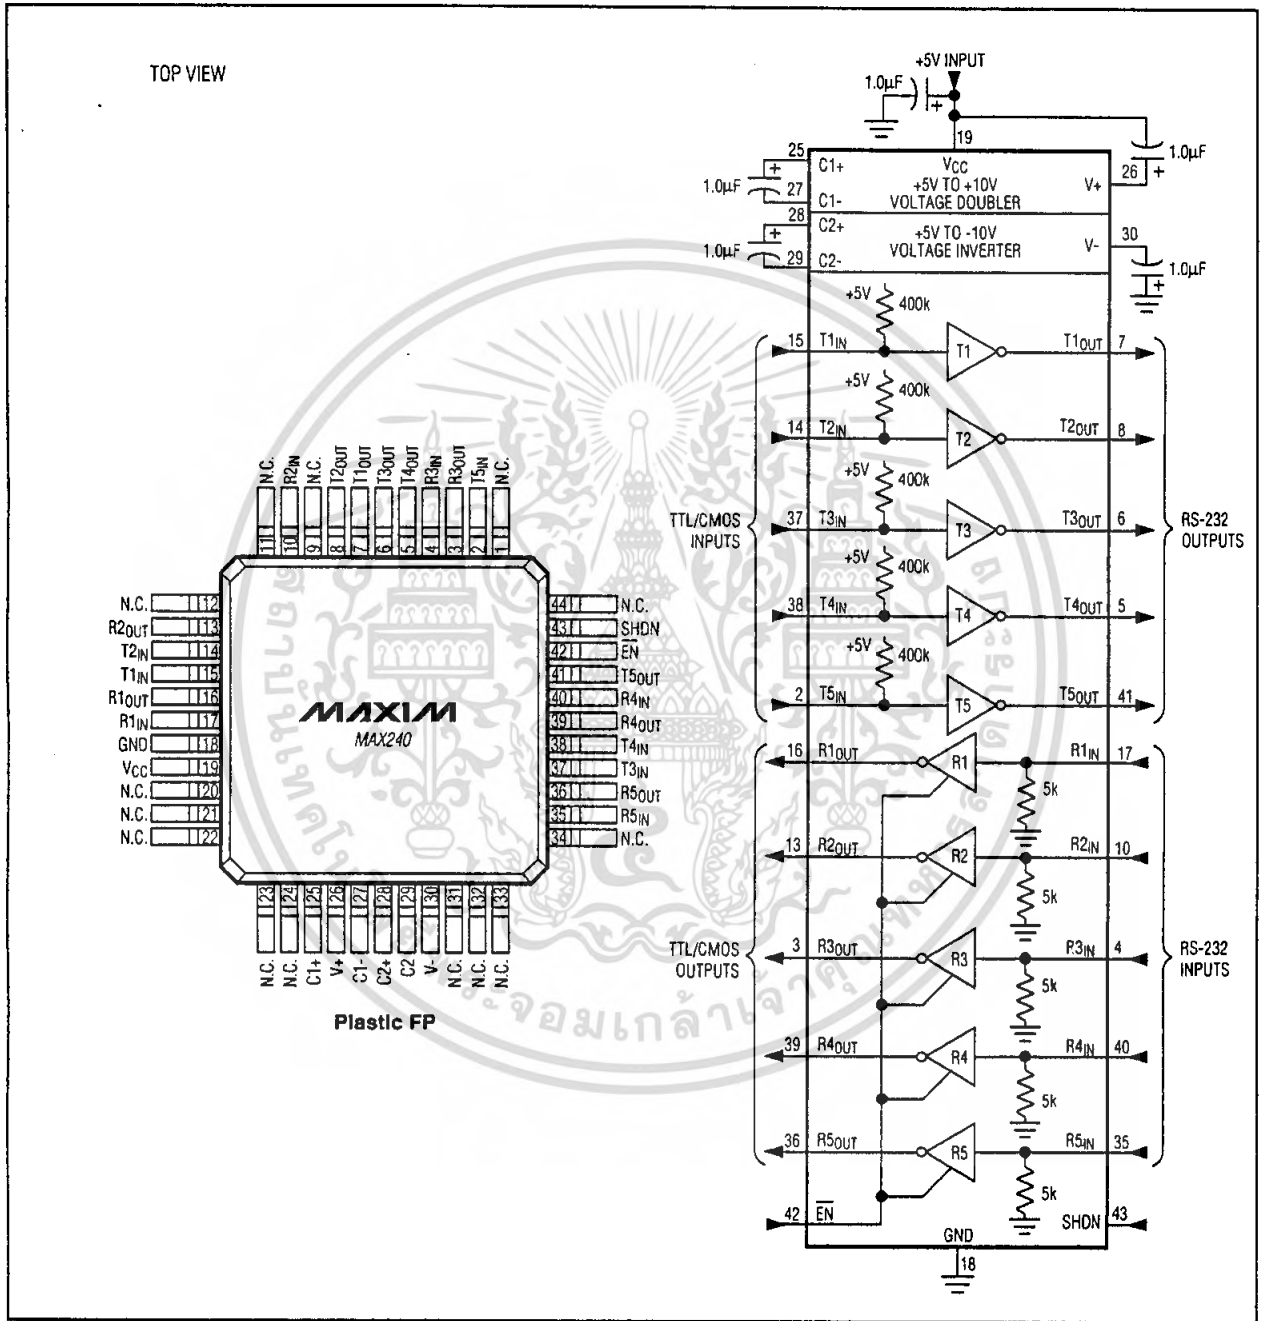 TOP VIEW
N.C. R2IN N.C. T2OUT T1OUT T3OUT T4OUT R3IN R3OUT T5IN N.C.
11 10 9 8 7 6 5 4 3 2 1
N.C. 12
R2OUT 13
T2IN 14
T1IN 15
R1OUT 16
R1IN 17
GND 18
VCC 19
N.C. 20
N.C. 21
N.C. 22
MAXIM
MAX240
44 N.C.
43 SHDN
42 EN
41 T5OUT
40 R4IN
39 R4OUT
38 T4IN
37 T3IN
36 R5OUT
35 R5IN
34 N.C.
23 24 25 26 27 28 29 30 31 32 33
N.C. N.C. C1+ V+ C1- C2+ C2 V- N.C. N.C. N.C.
Plastic FP
+5V INPUT
1.0µF +
19
25 C1+ VCC 1.0µF
+ +5V TO +10V 26 +
1.0µF 27 VOLTAGE DOUBLER V+
C1-
28 C2+ +5V TO -10V 30
+ VOLTAGE INVERTER V-
1.0µF 29 C2- 1.0µF
+
+5V 400k
15 T1IN T1 T1OUT 7
+5V 400k
14 T2IN T2 T2OUT 8
+5V 400k
TTL/CMOS INPUTS
37 T3IN T3 T3OUT 6
RS-232 OUTPUTS
+5V 400k
38 T4IN T4 T4OUT 5
+5V 400k
2 T5IN T5 T5OUT 41
16 R1OUT R1 R1IN 17
5k
13 R2OUT R2 R2IN 10
5k
TTL/CMOS OUTPUTS
3 R3OUT R3 R3IN 4
RS-232 INPUTS
5k
39 R4OUT R4 R4IN 40
5k
36 R5OUT R5 R5IN 35
5k
42 EN SHDN 43
GND
18